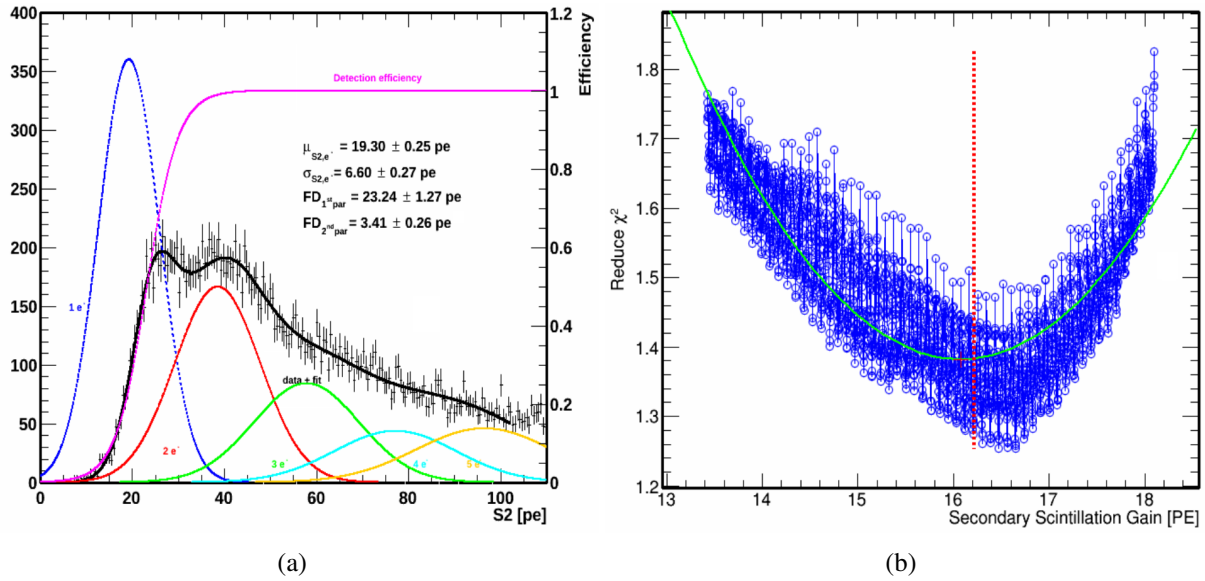 400
350
300
250
200
150
100
50
0
0 20 40 60 80 100
S2 [pe]
1.2
1
0.8
0.6
0.4
0.2
0
Efficiency
Detection efficiency
μS2,e- = 19.30 ± 0.25 pe
σS2,e- = 6.60 ± 0.27 pe
FD1st par = 23.24 ± 1.27 pe
FD2nd par = 3.41 ± 0.26 pe
1 e-
data + fit
2 e-
3 e-
4 e-
5 e-
(a)
Reduce χ²
1.8
1.7
1.6
1.5
1.4
1.3
1.2
13 14 15 16 17 18
Secondary Scintillation Gain [PE]
(b)